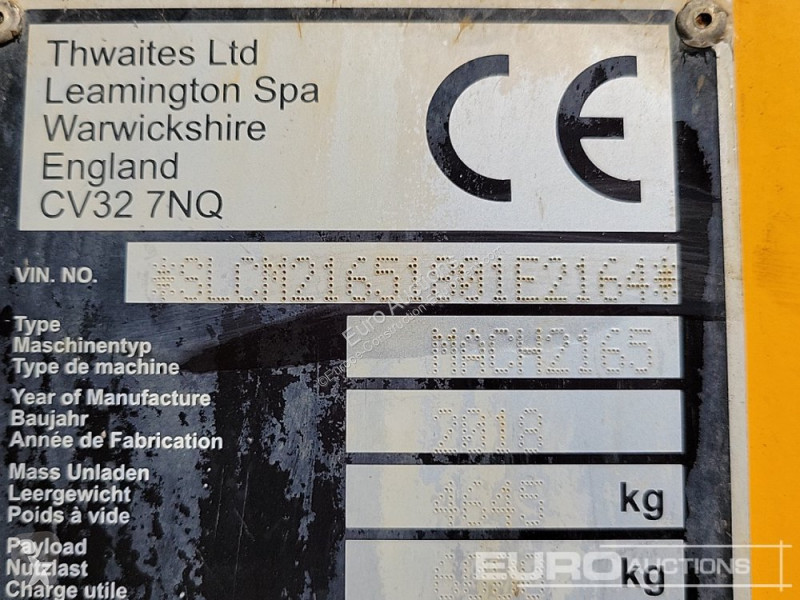 Thwaites Ltd
Leamington Spa
Warwickshire
England
CV32 7NQ
CE
VIN. NO. *SLCM21651801E2164*
Type
Maschinentyp
Type de machine
MACH2165
Year of Manufacture
Baujahr
Année de Fabrication
2018
Mass Unladen
Leergewicht
Poids à vide
4645 kg
Payload
Nutzlast
Charge utile
kg
EURO AUCTIONS